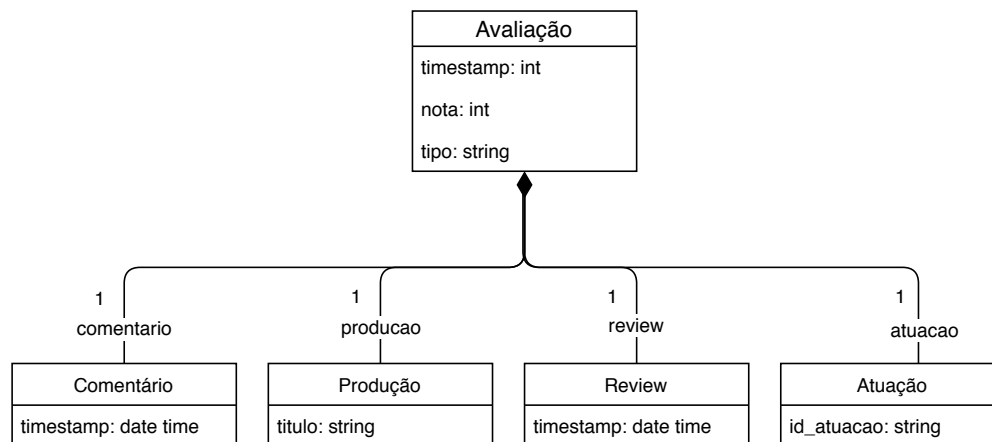 Avaliação
timestamp: int
nota: int
tipo: string
1 1 1 1
comentario producao review atuacao
Comentário Produção Review Atuação
timestamp: date time titulo: string timestamp: date time id_atuacao: string